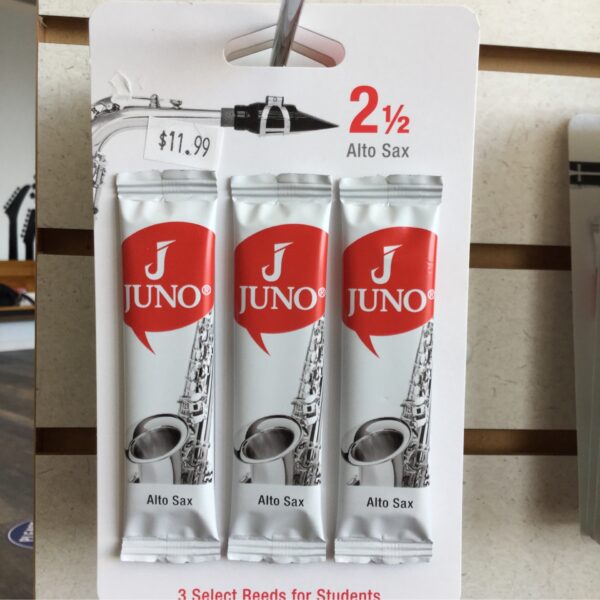 2½
Alto Sax
$11.99
J
JUNO®
Alto Sax
J
JUNO®
Alto Sax
J
JUNO®
Alto Sax
3 Select Reeds for Students